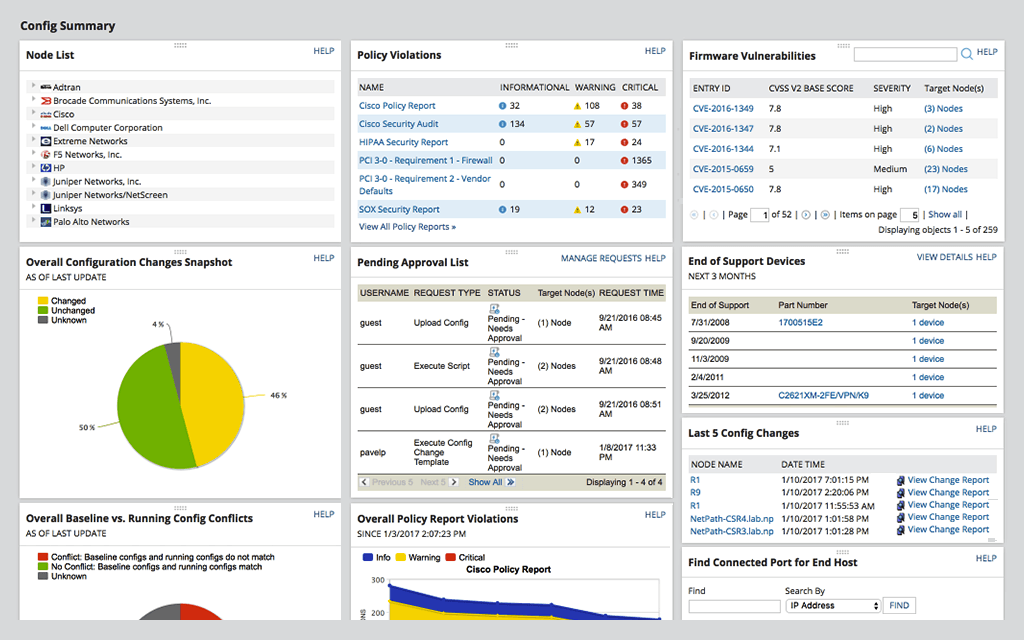 Config Summary
Node List
HELP
Adtran
Brocade Communications Systems, Inc.
Cisco
Dell Computer Corporation
Extreme Networks
F5 Networks, Inc.
HP
Juniper Networks, Inc.
Juniper Networks/NetScreen
Linksys
Palo Alto Networks
Policy Violations
HELP
NAME INFORMATIONAL WARNING CRITICAL
Cisco Policy Report 32 108 38
Cisco Security Audit 134 57 57
HIPAA Security Report 0 17 24
PCI 3-0 - Requirement 1 - Firewall 0 0 1365
PCI 3-0 - Requirement 2 - Vendor
Defaults 0 0 349
SOX Security Report 19 12 23
View All Policy Reports »
Firmware Vulnerabilities
HELP
ENTRY ID CVSS V2 BASE SCORE SEVERITY Target Node(s)
CVE-2016-1349 7.8 High (3) Nodes
CVE-2016-1347 7.8 High (2) Nodes
CVE-2016-1344 7.1 High (6) Nodes
CVE-2015-0659 5 Medium (23) Nodes
CVE-2015-0650 7.8 High (17) Nodes
| | Page 1 of 52 | | | Items on page 5 | Show all |
Displaying objects 1 - 5 of 259
Overall Configuration Changes Snapshot
HELP
AS OF LAST UPDATE
Changed
Unchanged
Unknown
4 %
46 %
50 %
Pending Approval List
MANAGE REQUESTS HELP
USERNAME REQUEST TYPE STATUS Target Node(s) REQUEST TIME
guest Upload Config Pending - Needs Approval (1) Node 9/21/2016 08:45 AM
guest Execute Script Pending - Needs Approval (2) Nodes 9/21/2016 08:48 AM
guest Upload Config Pending - Needs Approval (2) Nodes 9/21/2016 08:51 AM
pavelp Execute Config Change Template Pending - Needs Approval (1) Node 1/8/2017 11:33 PM
Previous 5 Next 5 Show All Displaying 1 - 4 of 4
End of Support Devices
VIEW DETAILS HELP
NEXT 3 MONTHS
End of Support Part Number Target Node(s)
7/31/2008 1700515E2 1 device
9/20/2009 1 device
11/3/2009 1 device
2/4/2011 1 device
3/25/2012 C2621XM-2FE/VPN/K9 1 device
Last 5 Config Changes
HELP
NODE NAME DATE TIME
R1 1/10/2017 7:01:15 PM View Change Report
R9 1/10/2017 2:20:06 PM View Change Report
R1 1/10/2017 11:55:53 AM View Change Report
NetPath-CSR4.lab.np 1/10/2017 1:01:58 PM View Change Report
NetPath-CSR3.lab.np 1/10/2017 1:01:28 PM View Change Report
Overall Baseline vs. Running Config Conflicts
HELP
AS OF LAST UPDATE
Conflict: Baseline configs and running configs do not match
No Conflict: Baseline configs and running configs match
Unknown
Overall Policy Report Violations
HELP
SINCE 1/3/2017 2:07:23 PM
Info Warning Critical
Cisco Policy Report
300
200
Find Connected Port for End Host
HELP
Find Search By
IP Address FIND